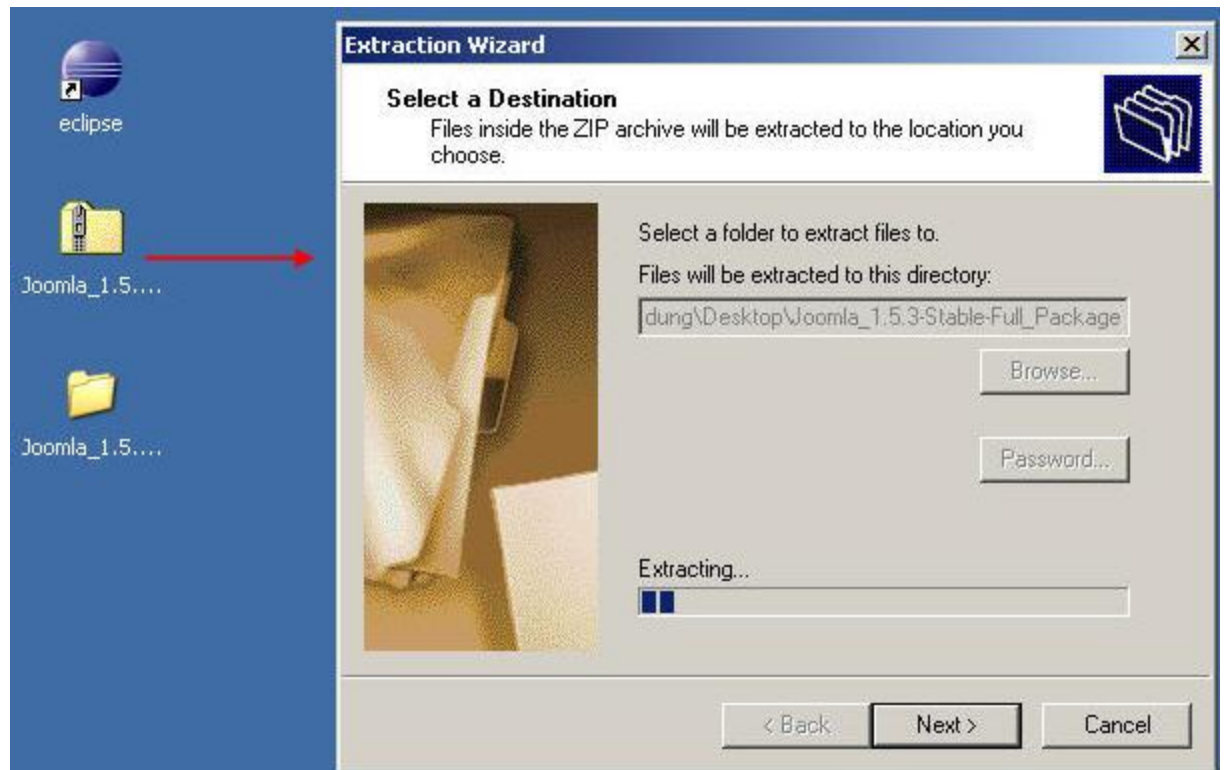 eclipse
Joomla_1.5....
Joomla_1.5....
Extraction Wizard
Select a Destination
Files inside the ZIP archive will be extracted to the location you
choose.
Select a folder to extract files to.
Files will be extracted to this directory:
dung\Desktop\Joomla_1.5.3-Stable-Full_Package
Browse...
Password...
Extracting...
< Back
Next >
Cancel